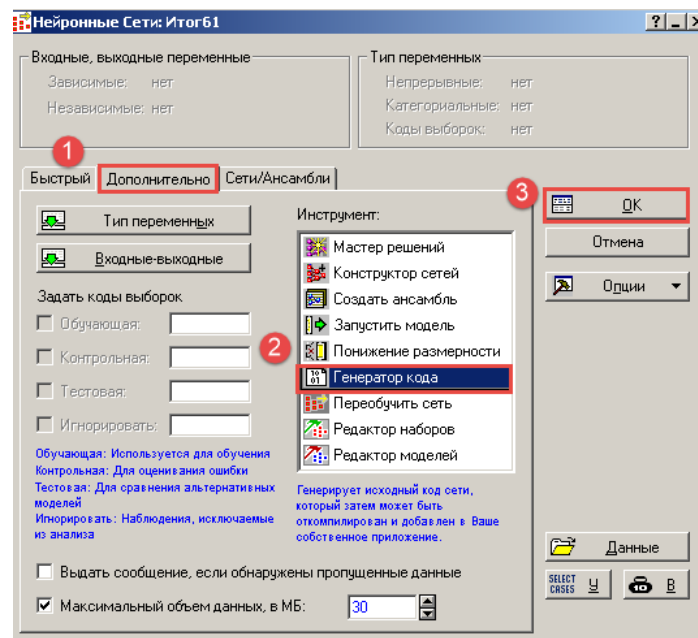 Нейронные Сети: Итог61
Входные, выходные переменные
Зависимые: нет
Независимые: нет
Тип переменных
Непрерывные: нет
Категориальные: нет
Коды выборок: нет
1
Быстрый Дополнительно Сети/Ансамбли
Тип переменных
Входные-выходные
Задать коды выборок
Обучающая:
Контрольная:
Тестовая:
Игнорировать:
Обучающая: Используется для обучения
Контрольная: Для оценивания ошибки
Тестовая: Для сравнения альтернативных
моделей
Игнорировать: Наблюдения, исключаемые
из анализа
Инструмент:
Мастер решений
Конструктор сетей
Создать ансамбль
Запустить модель
2
Понижение размерности
Генератор кода
Переобучить сеть
Редактор наборов
Редактор моделей
Генерирует исходный код сети,
который затем может быть
откомпилирован и добавлен в Ваше
собственное приложение.
Выдать сообщение, если обнаружены пропущенные данные
Максимальный объем данных, в МБ: 30
3
OK
Отмена
Опции
Данные
SELECT
CASES
У
В